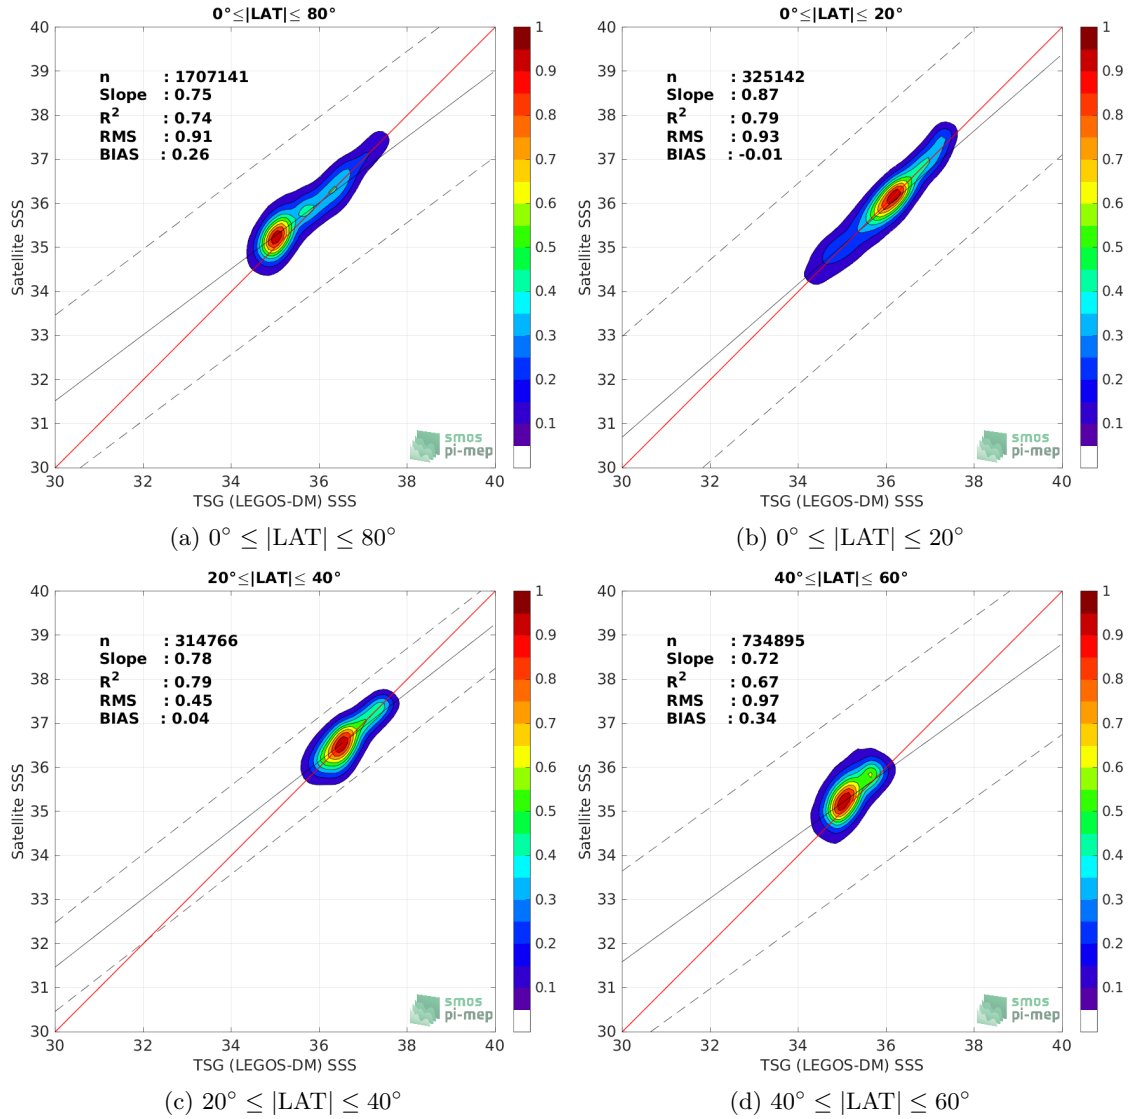 0°≤|LAT|≤ 80°
n : 1707141
Slope : 0.75
R² : 0.74
RMS : 0.91
BIAS : 0.26
40
39
38
37
36
35
34
33
32
31
30
Satellite SSS
30 32 34 36 38 40
TSG (LEGOS-DM) SSS
1
0.9
0.8
0.7
0.6
0.5
0.4
0.3
0.2
0.1
smos
pi-mep
(a) 0° ≤ |LAT| ≤ 80°
0°≤|LAT|≤ 20°
n : 325142
Slope : 0.87
R² : 0.79
RMS : 0.93
BIAS : -0.01
40
39
38
37
36
35
34
33
32
31
30
Satellite SSS
30 32 34 36 38 40
TSG (LEGOS-DM) SSS
1
0.9
0.8
0.7
0.6
0.5
0.4
0.3
0.2
0.1
smos
pi-mep
(b) 0° ≤ |LAT| ≤ 20°
20°≤|LAT|≤ 40°
n : 314766
Slope : 0.78
R² : 0.79
RMS : 0.45
BIAS : 0.04
40
39
38
37
36
35
34
33
32
31
30
Satellite SSS
30 32 34 36 38 40
TSG (LEGOS-DM) SSS
1
0.9
0.8
0.7
0.6
0.5
0.4
0.3
0.2
0.1
smos
pi-mep
(c) 20° ≤ |LAT| ≤ 40°
40°≤|LAT|≤ 60°
n : 734895
Slope : 0.72
R² : 0.67
RMS : 0.97
BIAS : 0.34
40
39
38
37
36
35
34
33
32
31
30
Satellite SSS
30 32 34 36 38 40
TSG (LEGOS-DM) SSS
1
0.9
0.8
0.7
0.6
0.5
0.4
0.3
0.2
0.1
smos
pi-mep
(d) 40° ≤ |LAT| ≤ 60°